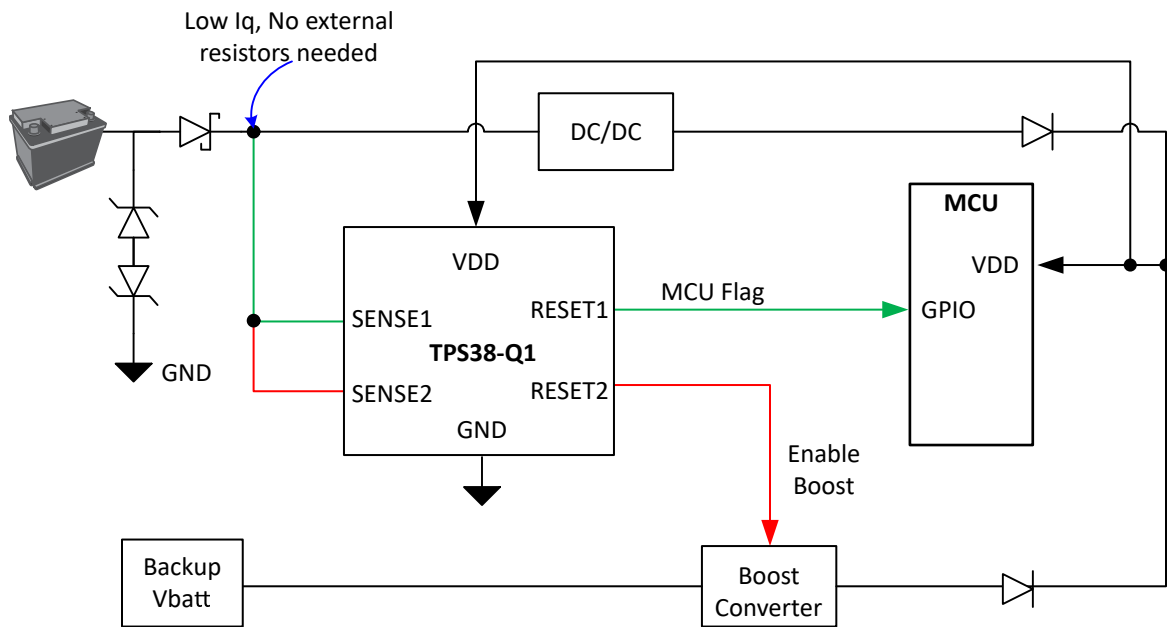 Low Iq, No external
resistors needed
DC/DC
MCU
VDD
VDD
RESET1
MCU Flag
GPIO
SENSE1
TPS38-Q1
GND
SENSE2
RESET2
GND
Enable
Boost
Backup
Vbatt
Boost
Converter